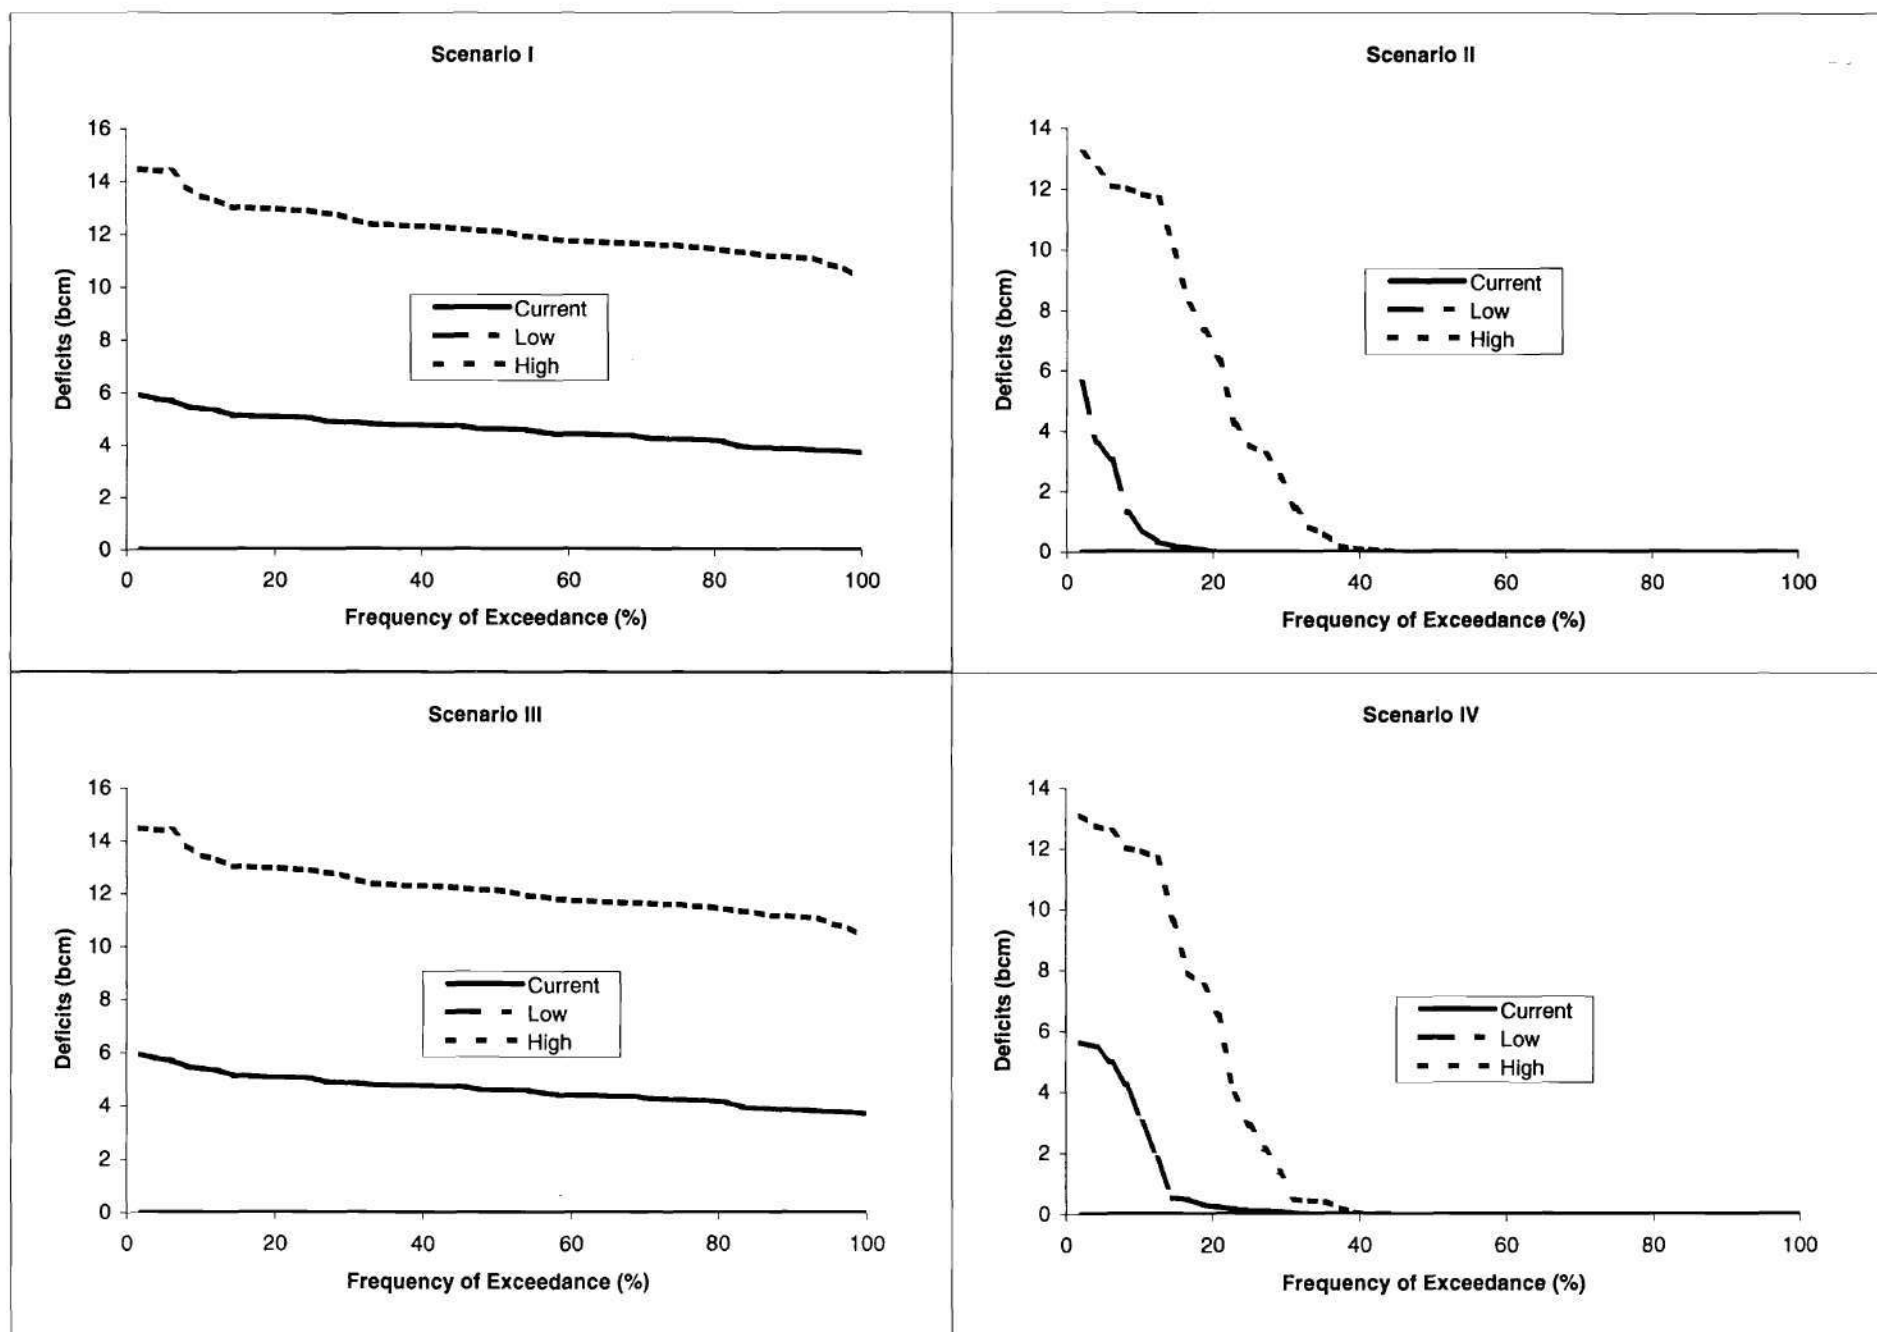 Scenario I
16
14
12
10
8
6
4
2
0
Deficits (bcm)
Current
Low
High
0 20 40 60 80 100
Frequency of Exceedance (%)
Scenario II
14
12
10
8
6
4
2
0
Deficits (bcm)
Current
Low
High
0 20 40 60 80 100
Frequency of Exceedance (%)
Scenario III
16
14
12
10
8
6
4
2
0
Deficits (bcm)
Current
Low
High
0 20 40 60 80 100
Frequency of Exceedance (%)
Scenario IV
14
12
10
8
6
4
2
0
Deficits (bcm)
Current
Low
High
0 20 40 60 80 100
Frequency of Exceedance (%)